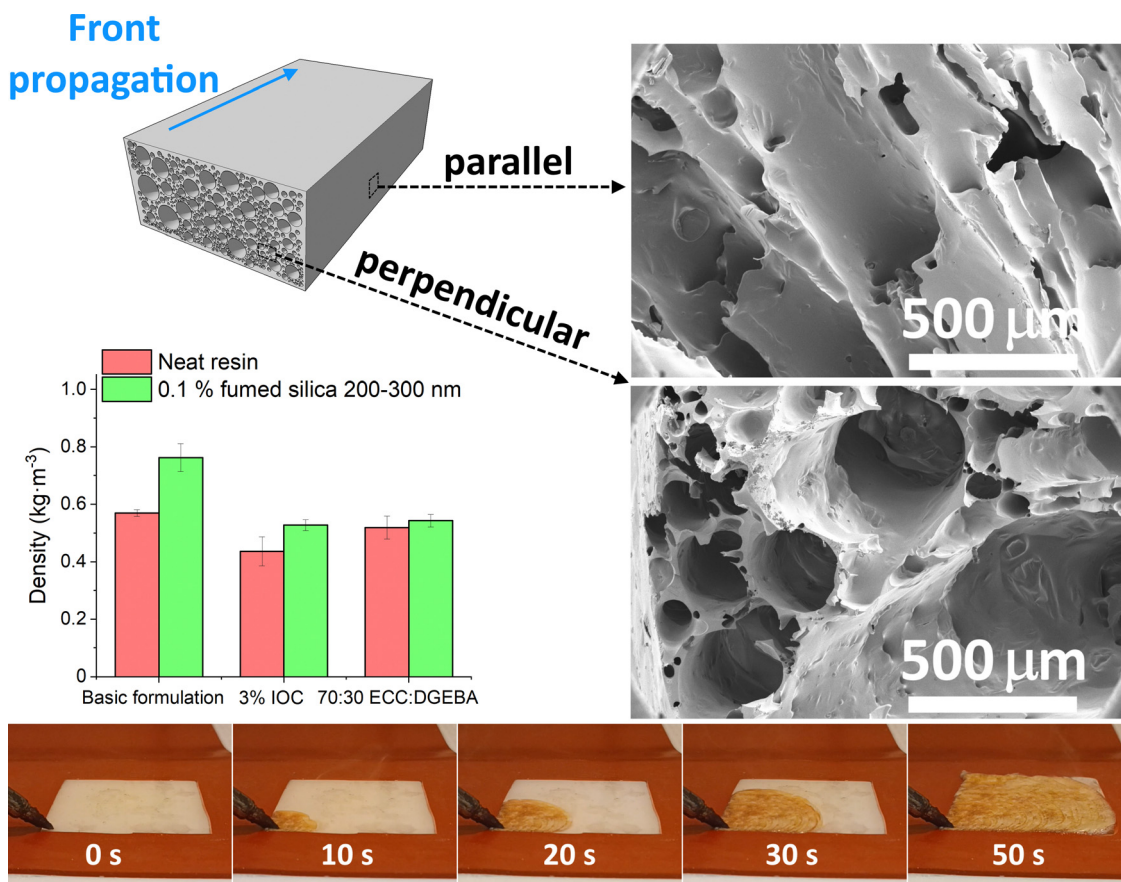 Front
propagation
parallel
perpendicular
500 µm
500 µm
Neat resin
0.1 % fumed silica 200-300 nm
Density (kg·m⁻³)
1.0
0.8
0.6
0.4
0.2
0
Basic formulation
3% IOC
70:30 ECC:DGEBA
0 s
10 s
20 s
30 s
50 s